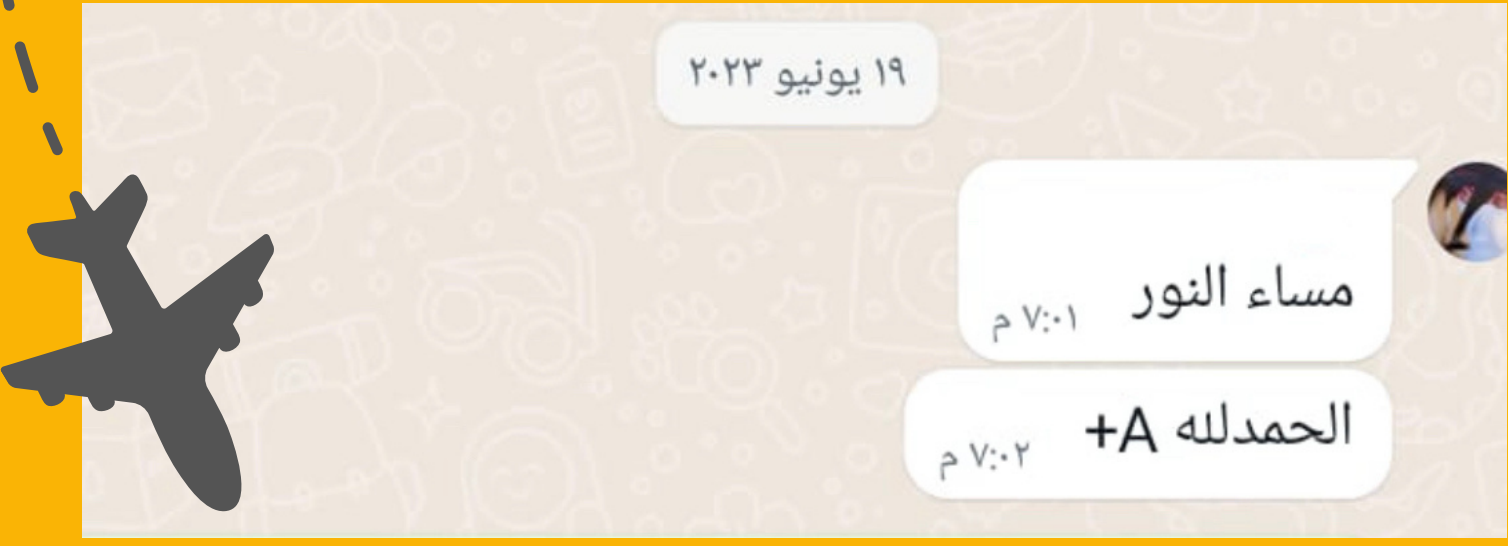 ١٩ يونيو ٢٠٢٣
مساء النور
٧:٠١ م
الحمدلله A+
٧:٠٢ م